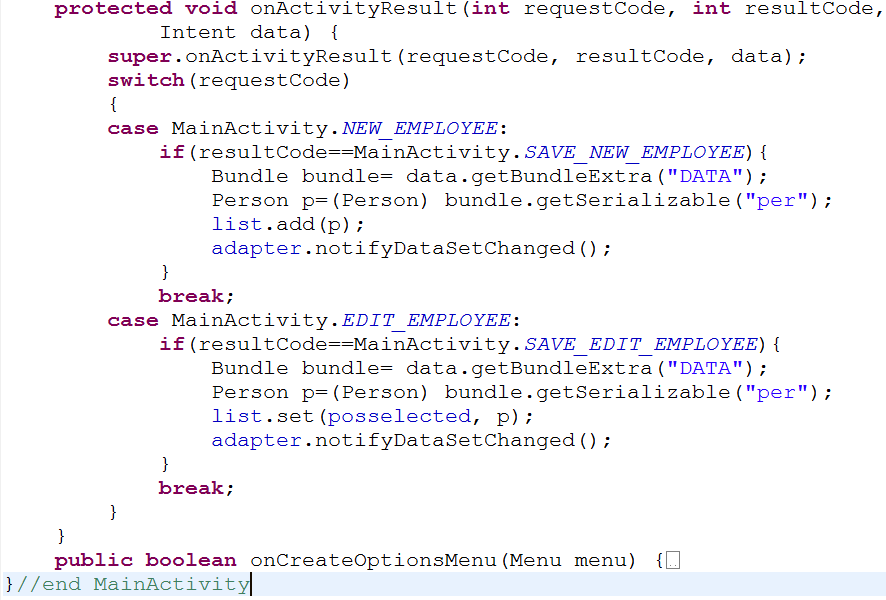 protected void onActivityResult(int requestCode, int resultCode,
Intent data) {
super.onActivityResult(requestCode, resultCode, data);
switch(requestCode)
{
case MainActivity.NEW_EMPLOYEE:
if(resultCode==MainActivity.SAVE_NEW_EMPLOYEE){
Bundle bundle= data.getBundleExtra("DATA");
Person p=(Person) bundle.getSerializable("per");
list.add(p);
adapter.notifyDataSetChanged();
}
break;
case MainActivity.EDIT_EMPLOYEE:
if(resultCode==MainActivity.SAVE_EDIT_EMPLOYEE){
Bundle bundle= data.getBundleExtra("DATA");
Person p=(Person) bundle.getSerializable("per");
list.set(posselected, p);
adapter.notifyDataSetChanged();
}
break;
}
}
public boolean onCreateOptionsMenu(Menu menu) {
}//end MainActivity